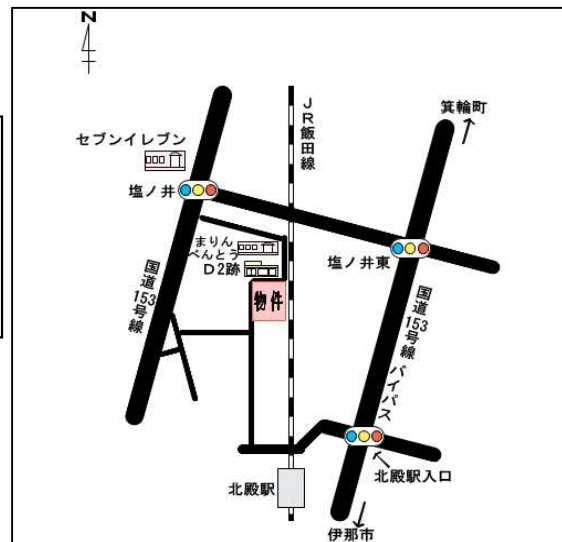 N
JR飯田線
箕輪町
セブンイレブン
塩ノ井
まりん
べんとう
D2跡
塩ノ井東
物件
国道153号線
国道153号線 バイパス
北殿駅入口
北殿駅
伊那市